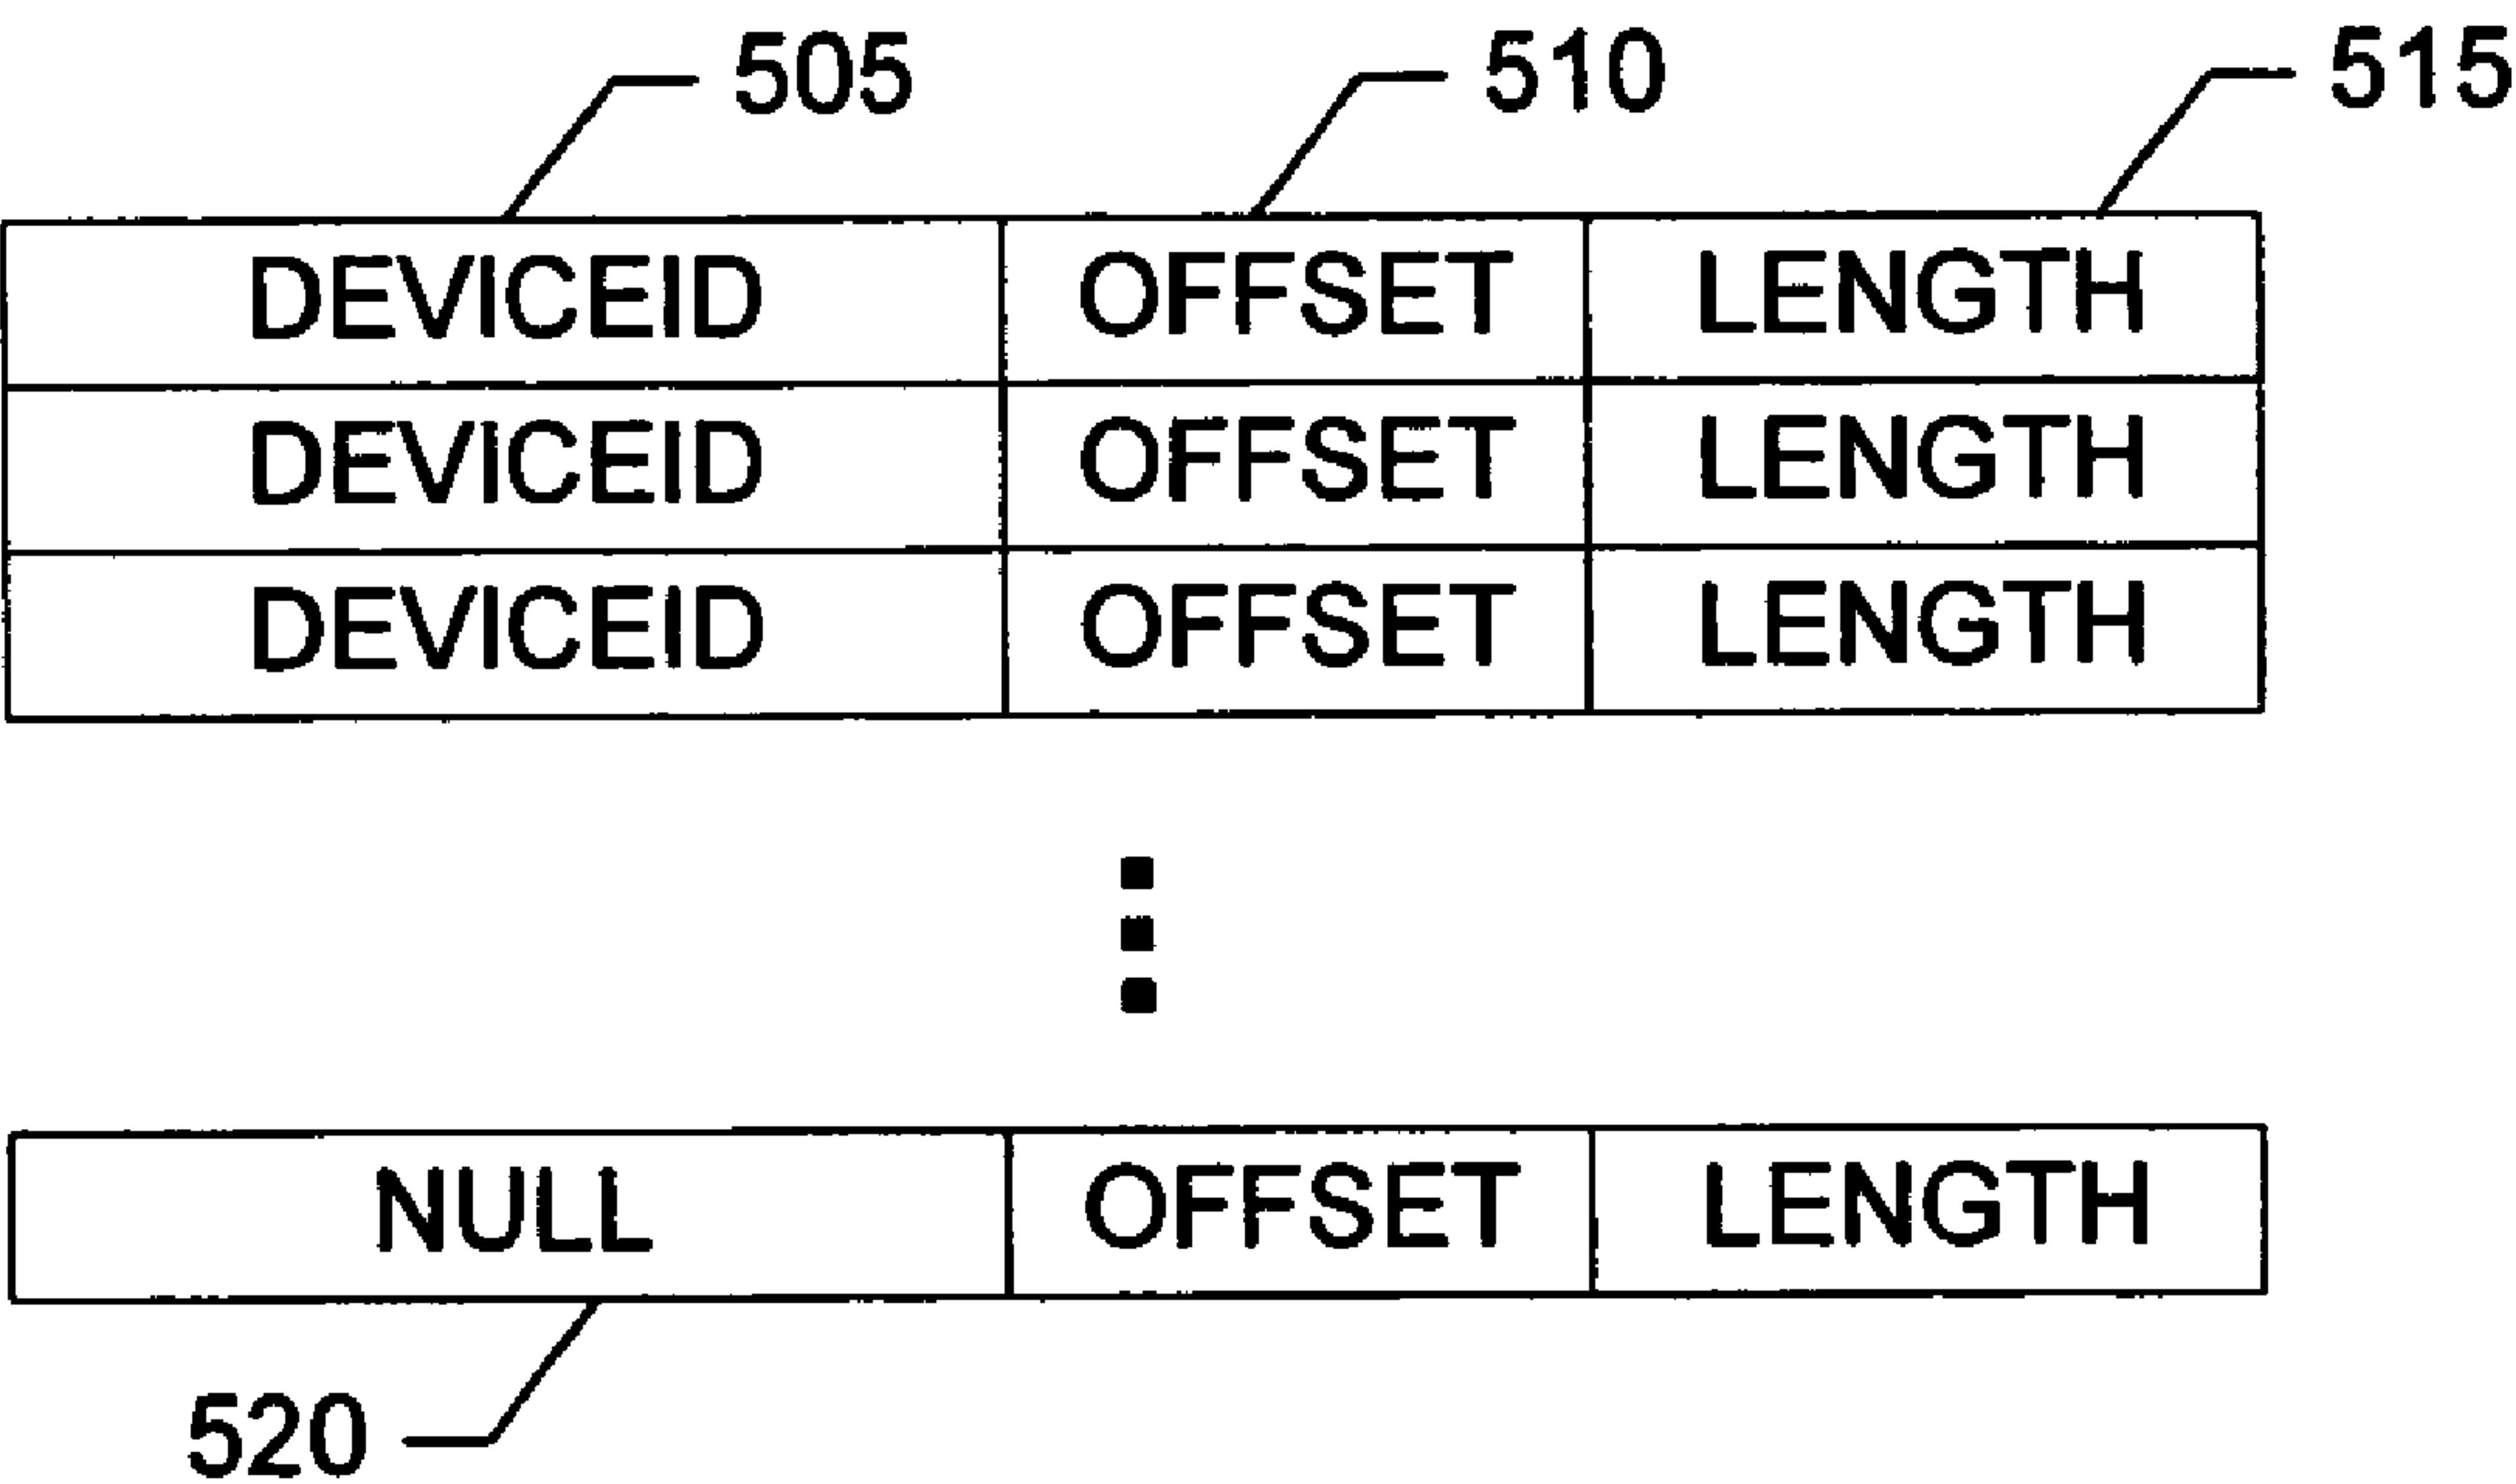 505 510 515
DEVICEID OFFSET LENGTH
DEVICEID OFFSET LENGTH
DEVICEID OFFSET LENGTH
NULL OFFSET LENGTH
520